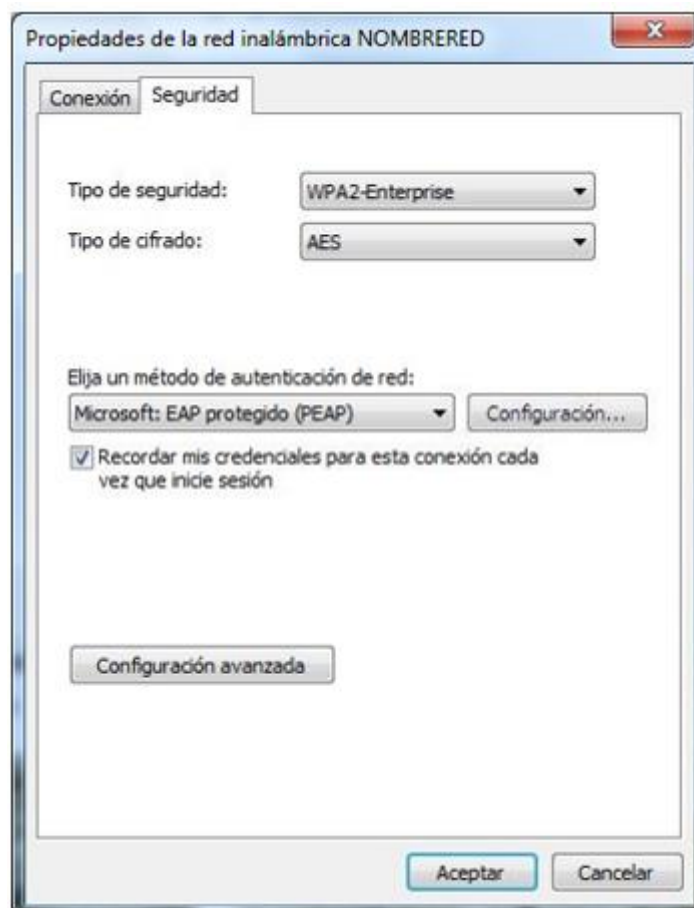 Propiedades de la red inalámbrica NOMBRERED
Conexión
Seguridad
Tipo de seguridad:
WPA2-Enterprise
Tipo de cifrado:
AES
Elija un método de autenticación de red:
Microsoft: EAP protegido (PEAP)
Configuración...
Recordar mis credenciales para esta conexión cada
vez que inicie sesión
Configuración avanzada
Aceptar
Cancelar